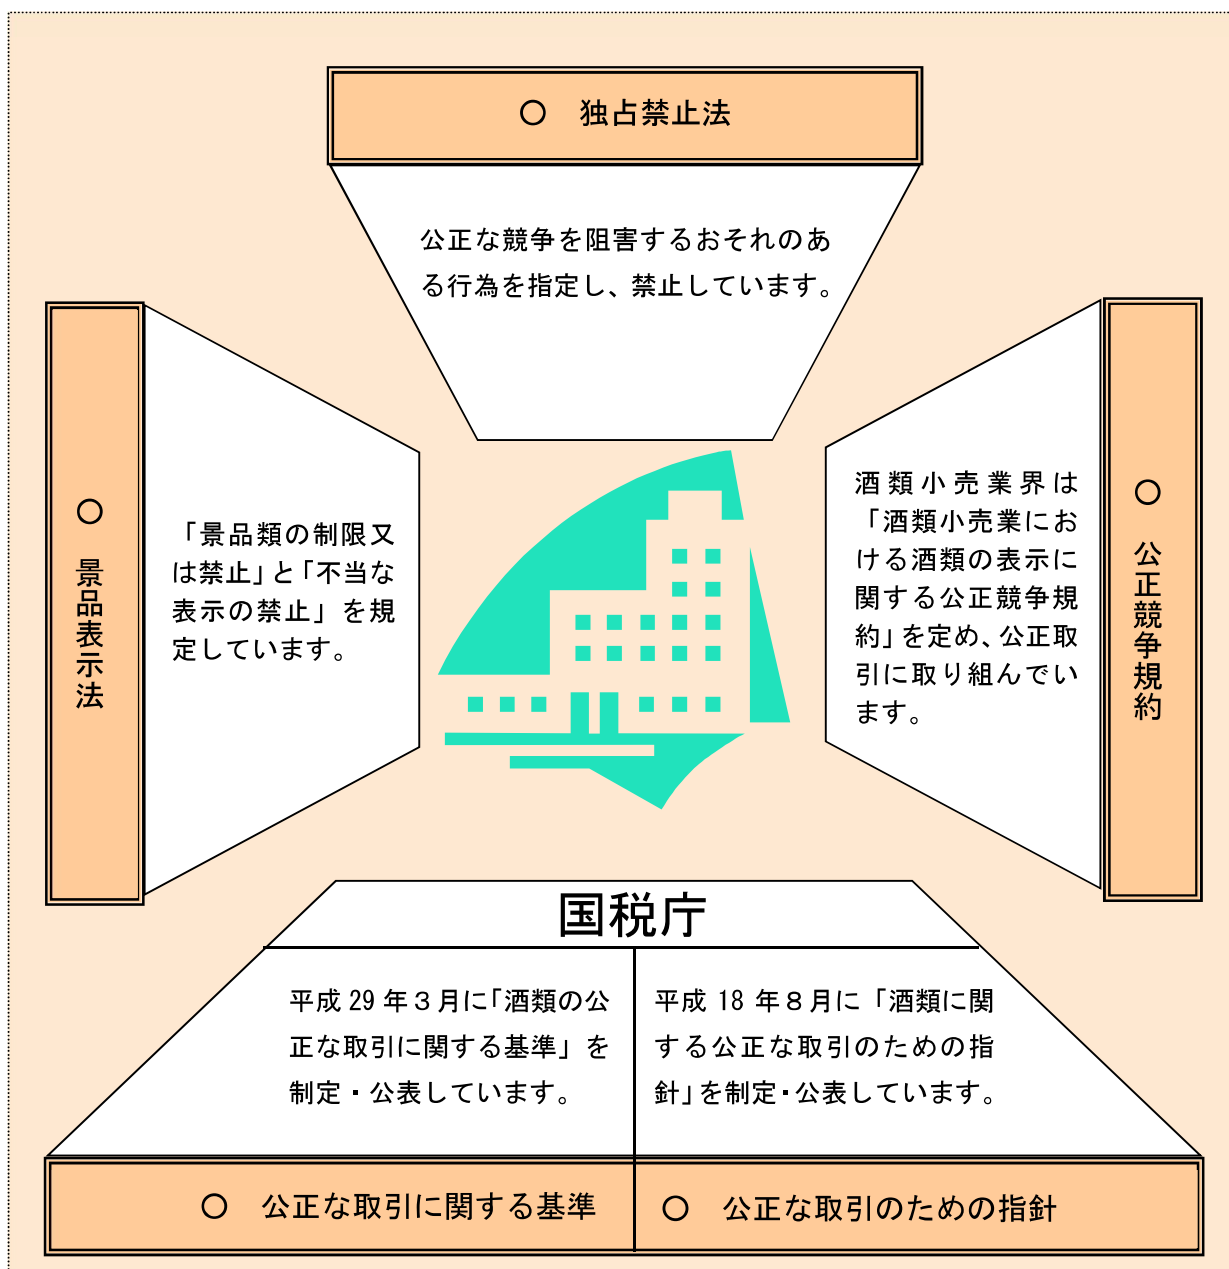 ○　独占禁止法
公正な競争を阻害するおそれのあ
る行為を指定し、禁止しています。
○　景品表示法
「景品類の制限又
は禁止」と「不当な
表示の禁止」を規
定しています。
酒類小売業界は
「酒類小売業にお
ける酒類の表示に
関する公正競争規
約」を定め、公正取
引に取り組んでい
ます。
○　公正競争規約
国税庁
平成 29 年３月に「酒類の公
正な取引に関する基準」を
制定・公表しています。
平成 18 年８月に「酒類に関
する公正な取引のための指
針」を制定・公表しています。
○　公正な取引に関する基準
○　公正な取引のための指針